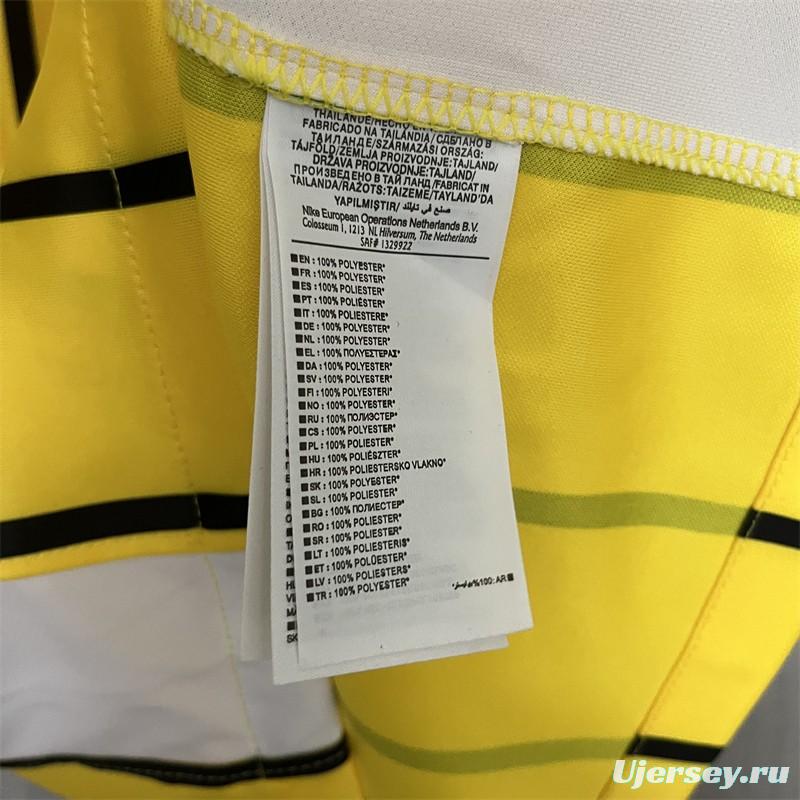 THAILANDE/
FABRICADO NA TAILÂNDIA/СДЕЛАНО В
ТАИЛАНДЕ/SZÁRMAZÁSI ORSZÁG:
TÁJFÖLD/ZEMLJA PROIZVODNJE:TAJLAND/
DRŽAVA PROIZVODNJE:TAJLAND/
ПРОИЗВЕДЕНО В ТАЙ ЛАНД/FABRICAT IN
TAILANDA/RAŽOTS: TAIZEME/TAYLAND'DA
YAPILMIŞTIR/ صنع في تايلاند
Nike European Operations Netherlands B.V.
Colosseum 1, 1213 NL Hilversum, The Netherlands
SAF# 1329922
EN : 100% POLYESTER*
FR : 100% POLYESTER*
ES : 100% POLIÉSTER*
PT : 100% POLIÉSTER*
IT : 100% POLIESTERE*
DE : 100% POLYESTER*
NL : 100% POLYESTER*
EL : 100% ΠΟΛΥΕΣΤΕΡΑΣ*
DA : 100% POLYESTER*
SV : 100% POLYESTER*
FI : 100% POLYESTERI*
NO : 100% POLYESTER*
RU : 100% ПОЛИЭСТЕР*
CS : 100% POLYESTER*
PL : 100% POLIESTER*
HU : 100% POLIÉSZTER*
HR : 100% POLIESTERSKO VLAKNO*
SK : 100% POLYESTER*
SL : 100% POLIESTER*
BG : 100% ПОЛИЕСТЕР*
RO : 100% POLIESTER*
SR : 100% POLIESTER*
LT : 100% POLIESTERIS*
ET : 100% POLÜESTER*
LV : 100% POLIESTERS*
TR : 100% POLYESTER*
%100: AR
Ujersey.ru